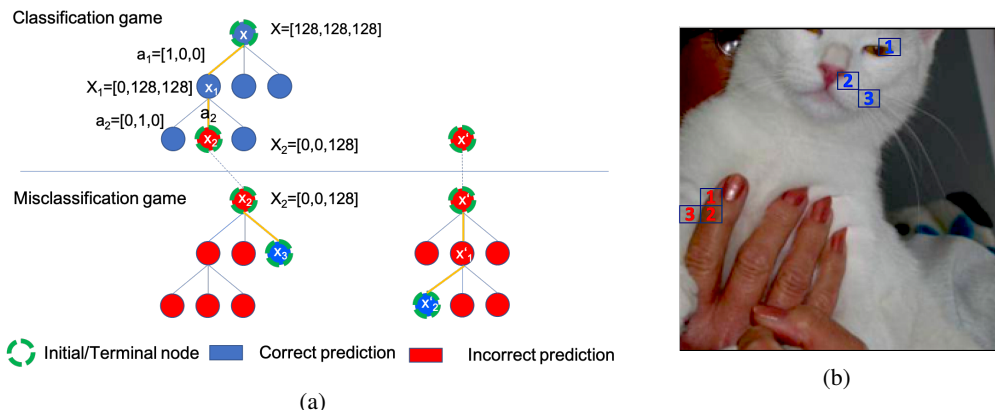 Classification game
X
X=[128,128,128]
a₁=[1,0,0]
X₁=[0,128,128]
X₁
a₂=[0,1,0]
a₂
X₂
X₂=[0,0,128]
X'
Misclassification game
X₂
X₂=[0,0,128]
X'
X₃
X'₁
X'₂
Initial/Terminal node
Correct prediction
Incorrect prediction
(a)
1
2
3
1
3 2
(b)